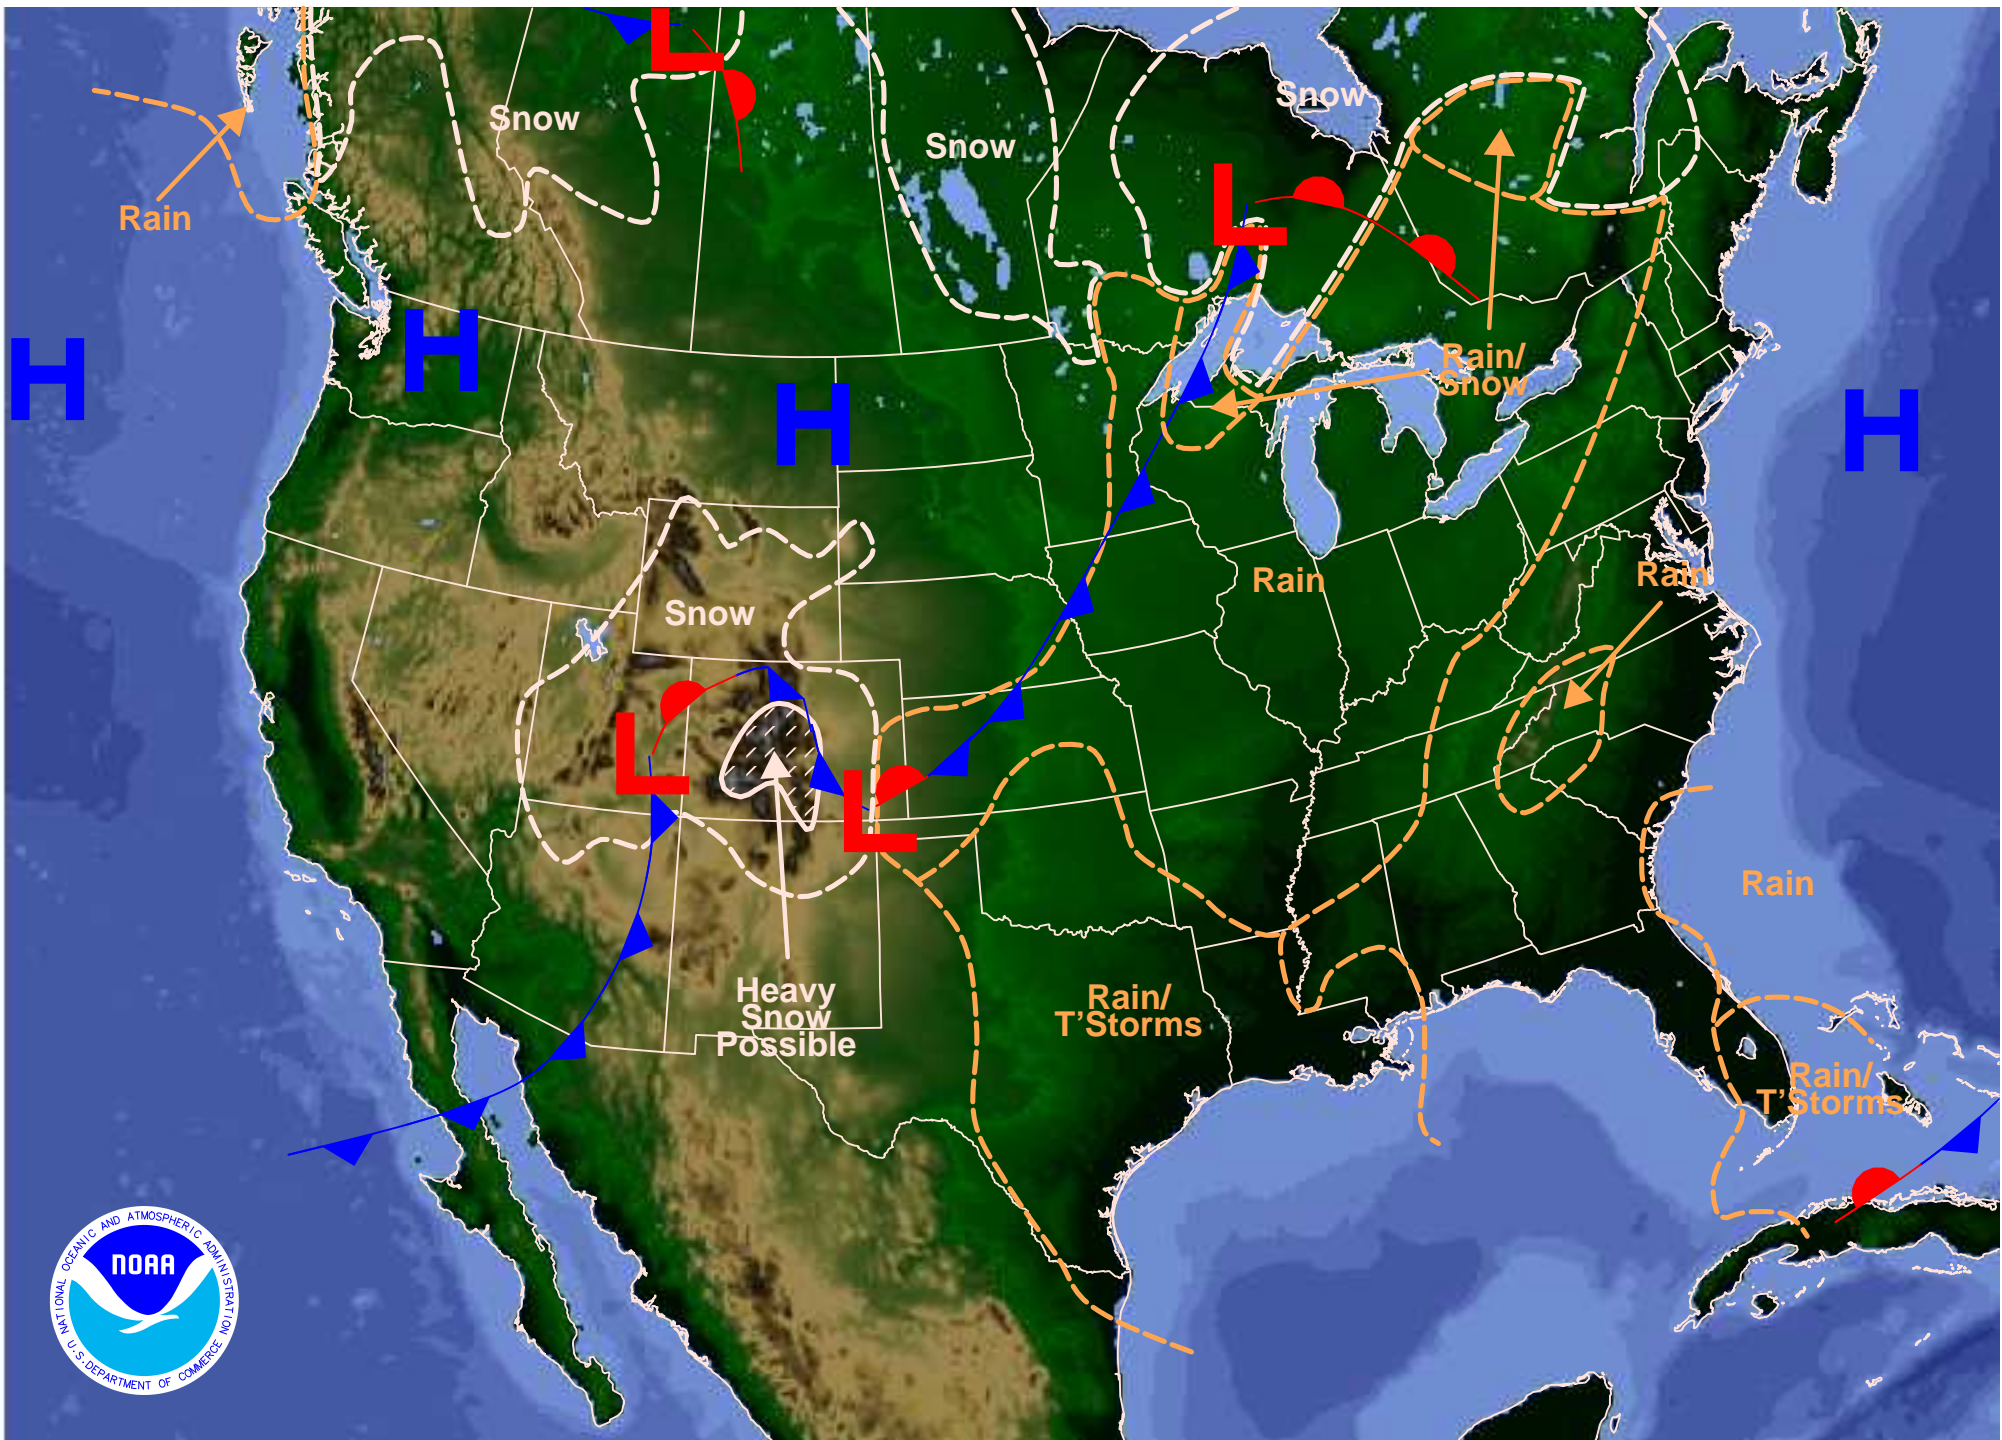 L
Snow
Snow
Snow
Rain
L
H
H
H
H
Rain/
Snow
Rain
Rain
Snow
L
L
Rain
Heavy
Snow
Possible
Rain/
T'Storms
Rain/
T'Storms
NATIONAL OCEANIC AND ATMOSPHERIC ADMINISTRATION
NOAA
U.S. DEPARTMENT OF COMMERCE